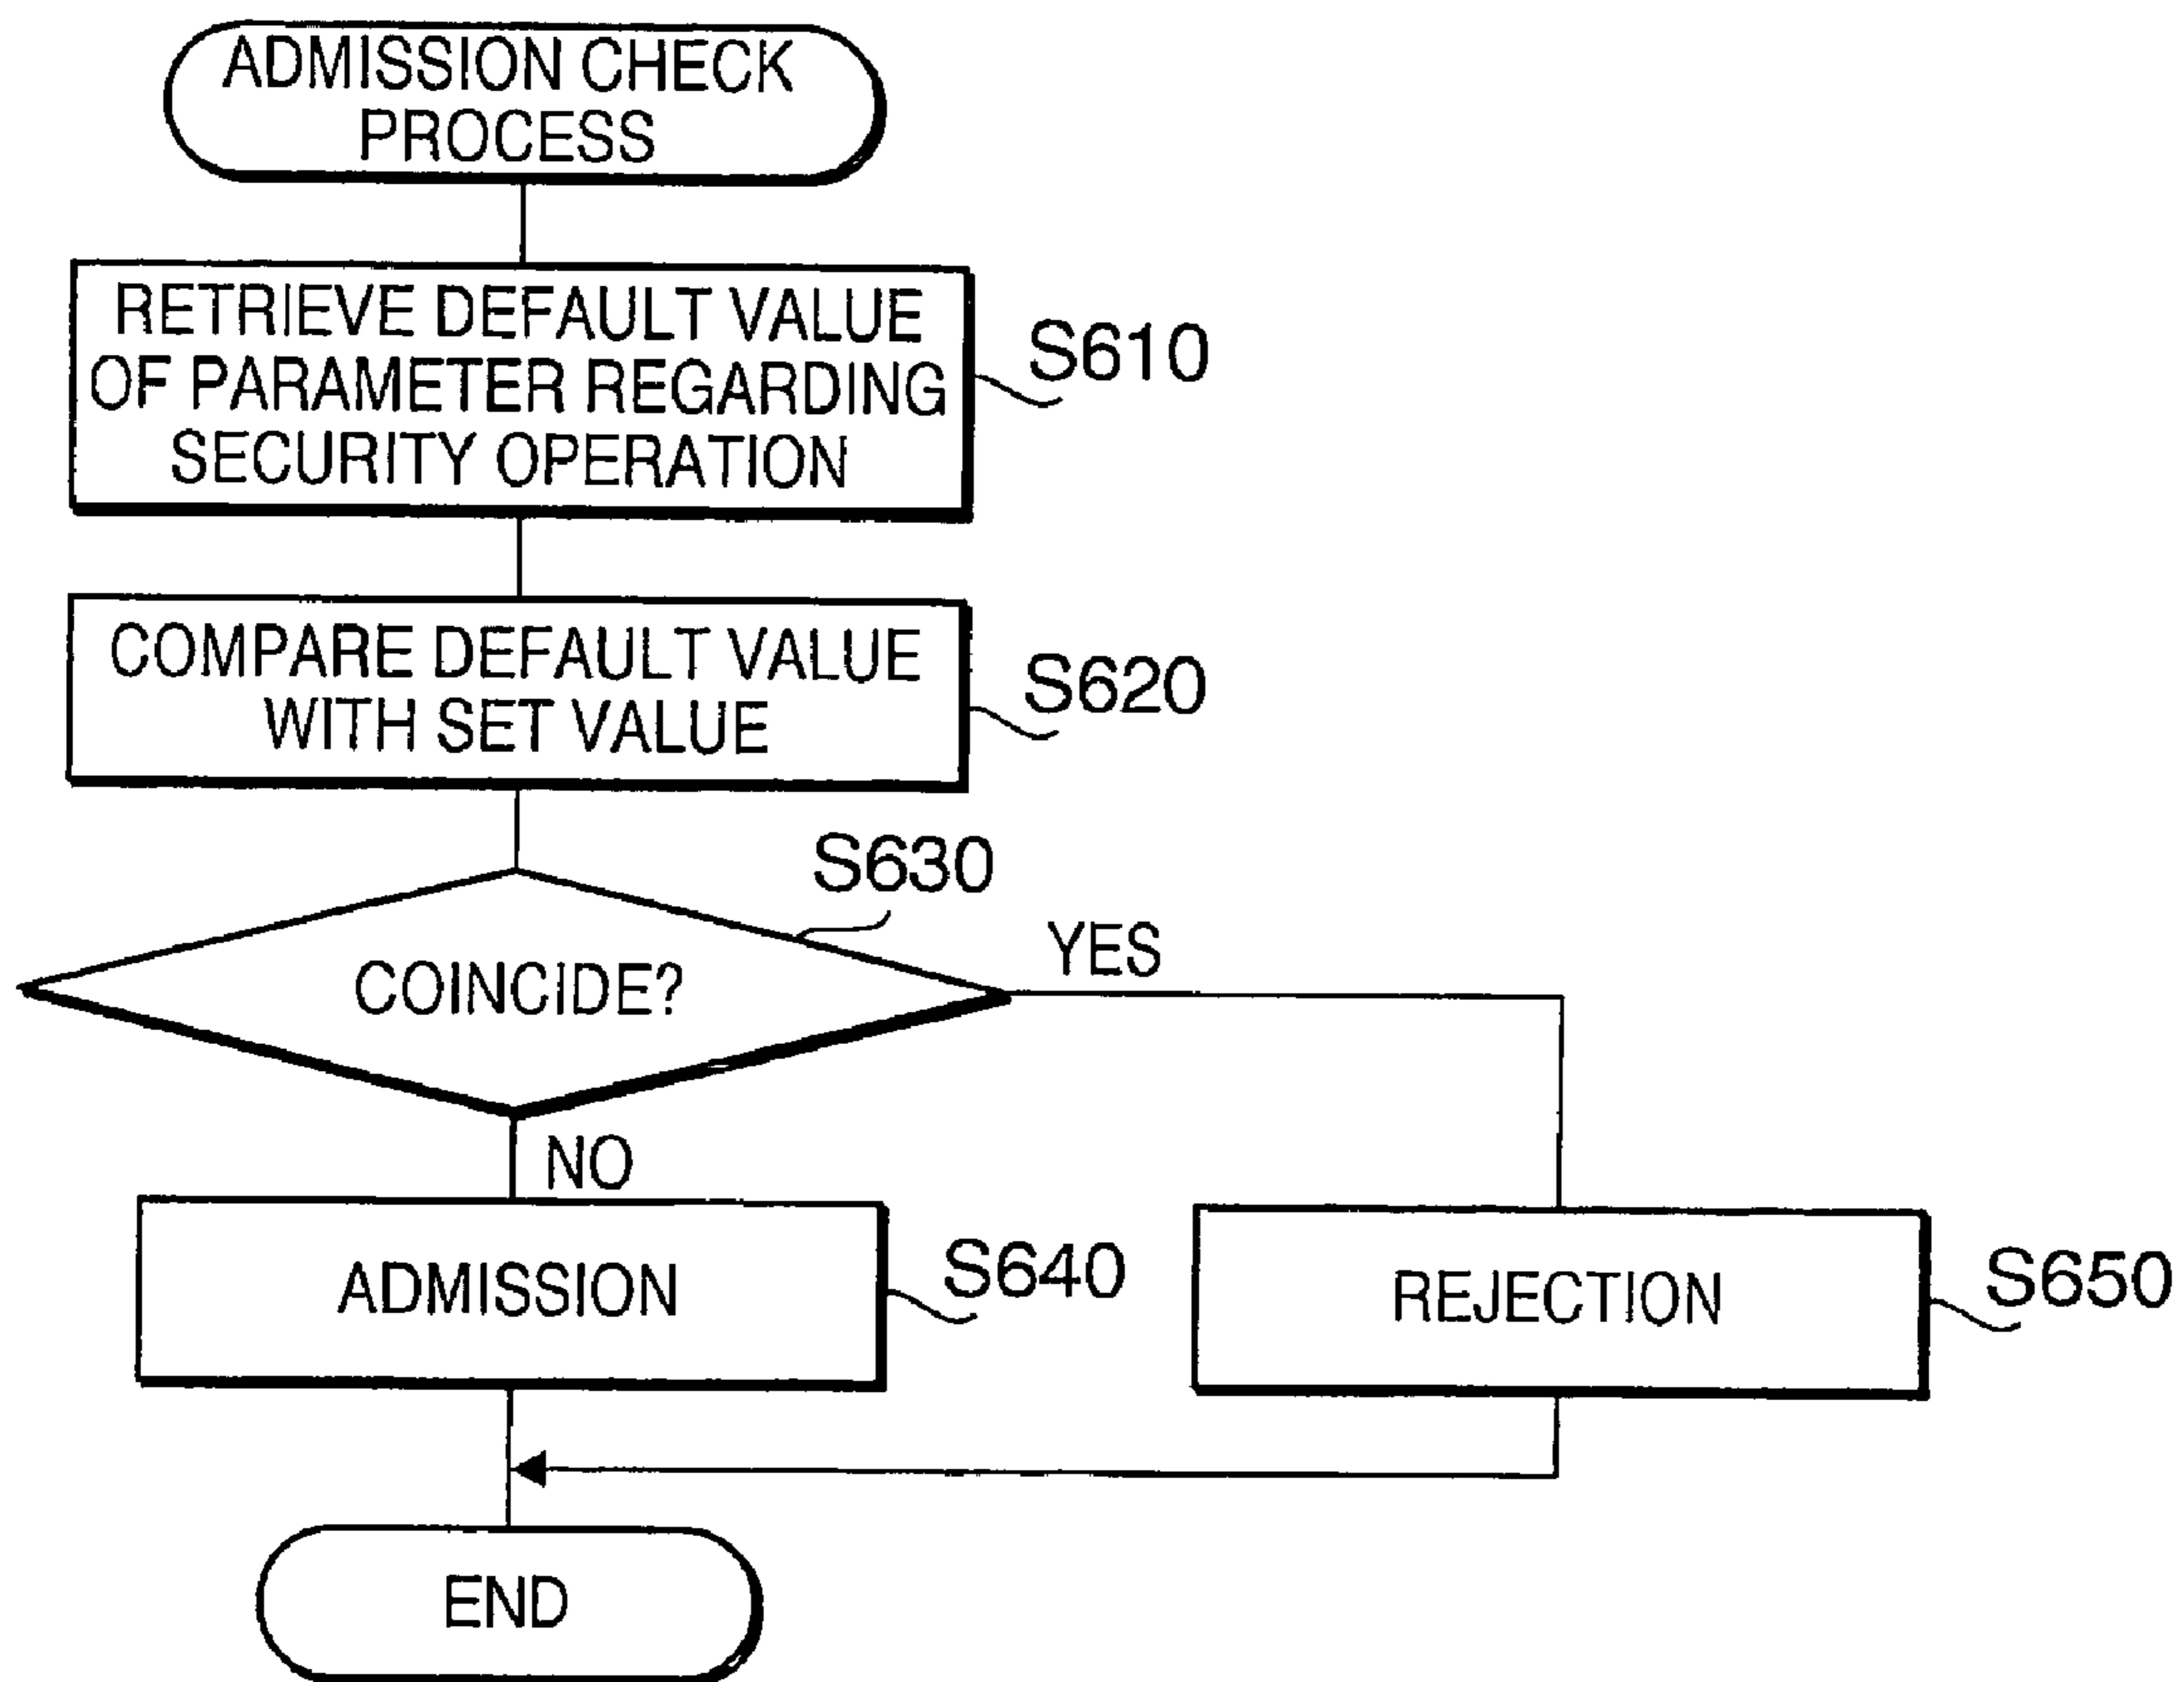 ADMISSION CHECK
PROCESS
RETRIEVE DEFAULT VALUE
OF PARAMETER REGARDING
SECURITY OPERATION
S610
COMPARE DEFAULT VALUE
WITH SET VALUE
S620
S630
COINCIDE?
YES
NO
ADMISSION
S640
REJECTION
S650
END